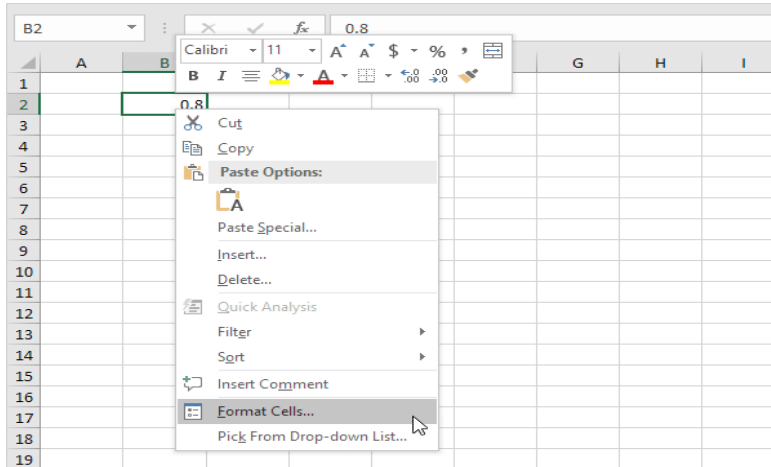 B2 fx 0.8
Calibri 11 A A $ % ,
B I A .00 .00
A B G H I
1
2 0.8
3
4
5
6
7
8
9
10
11
12
13
14
15
16
17
18
19
Cut
Copy
Paste Options:
A
Paste Special...
Insert...
Delete...
Quick Analysis
Filter
Sort
Insert Comment
Format Cells...
Pick From Drop-down List...